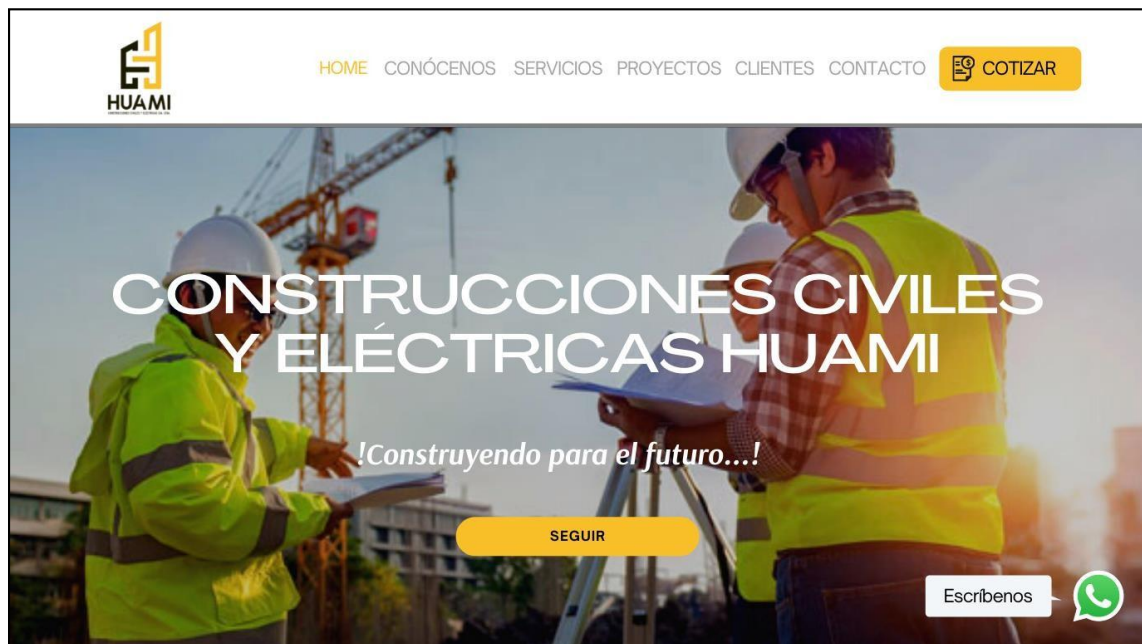 HUAMI
HOME CONÓCENOS SERVICIOS PROYECTOS CLIENTES CONTACTO COTIZAR
CONSTRUCCIONES CIVILES
Y ELÉCTRICAS HUAMI
!Construyendo para el futuro...!
SEGUIR
Escríbenos